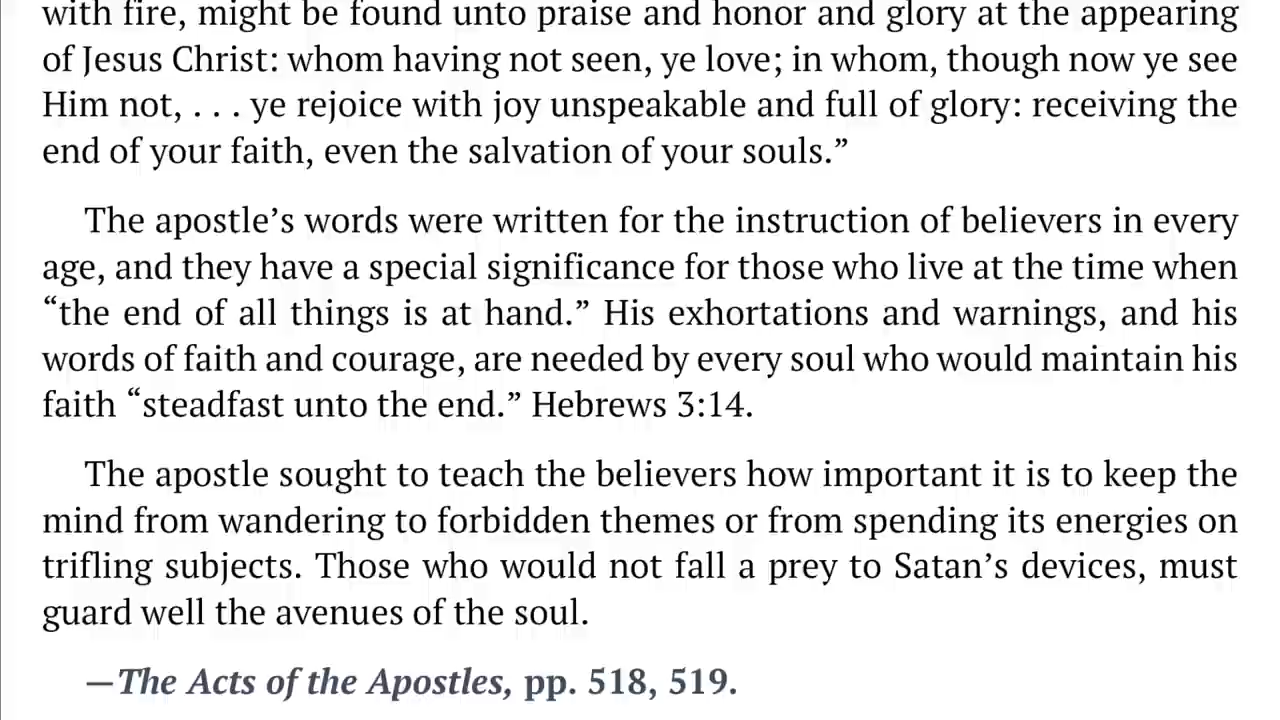 with fire, might be found unto praise and honor and glory at the appearing
of Jesus Christ: whom having not seen, ye love; in whom, though now ye see
Him not, . . . ye rejoice with joy unspeakable and full of glory: receiving the
end of your faith, even the salvation of your souls.”
The apostle’s words were written for the instruction of believers in every
age, and they have a special significance for those who live at the time when
“the end of all things is at hand.” His exhortations and warnings, and his
words of faith and courage, are needed by every soul who would maintain his
faith “steadfast unto the end.” Hebrews 3:14.
The apostle sought to teach the believers how important it is to keep the
mind from wandering to forbidden themes or from spending its energies on
trifling subjects. Those who would not fall a prey to Satan’s devices, must
guard well the avenues of the soul.
—The Acts of the Apostles, pp. 518, 519.